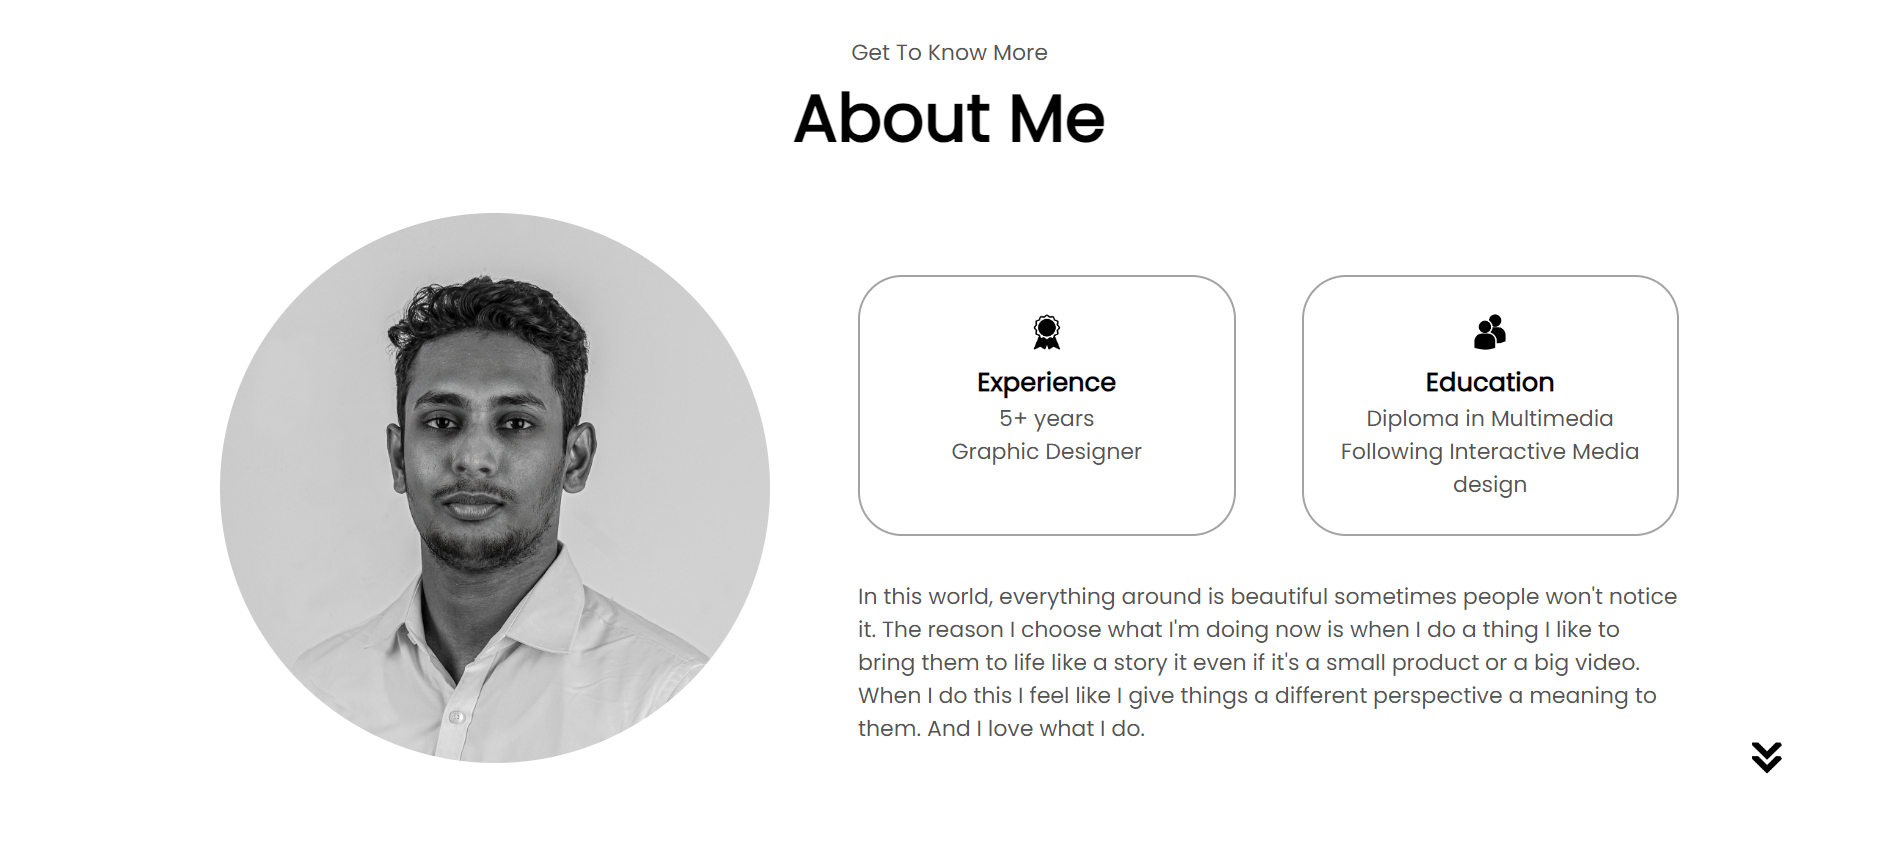 Get To Know More
About Me
Experience
5+ years
Graphic Designer
Education
Diploma in Multimedia
Following Interactive Media
design
In this world, everything around is beautiful sometimes people won't notice
it. The reason I choose what I'm doing now is when I do a thing I like to
bring them to life like a story it even if it's a small product or a big video.
When I do this I feel like I give things a different perspective a meaning to
them. And I love what I do.